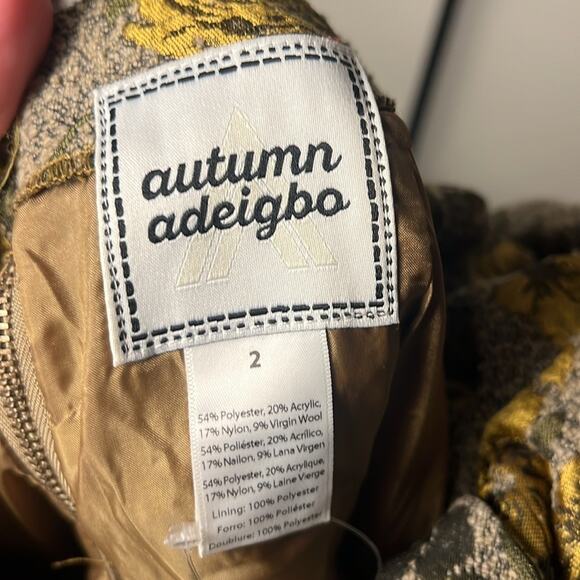 autumn
adeigbo
2
54% Polyester, 20% Acrylic,
17% Nylon, 9% Virgin Wool
54% Poliéster, 20% Acrílico,
17% Nailon, 9% Lana Virgen
54% Polyester, 20% Acrylique,
17% Nylon, 9% Laine Vierge
Lining: 100% Polyester
Forro: 100% Poliéster
Doublure: 100% Polyester